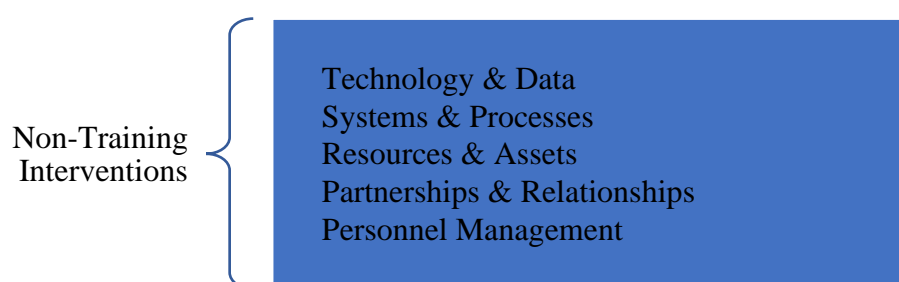 Non-Training
Interventions
Technology & Data
Systems & Processes
Resources & Assets
Partnerships & Relationships
Personnel Management